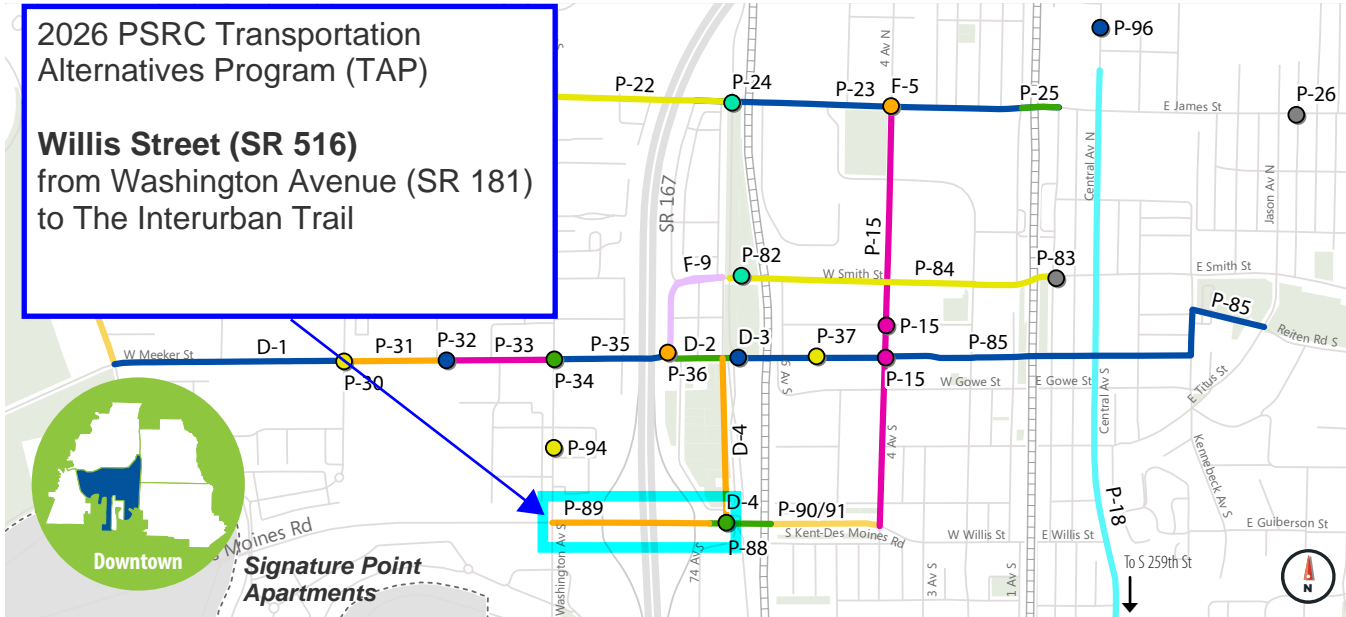 2026 PSRC Transportation
Alternatives Program (TAP)
Willis Street (SR 516)
from Washington Avenue (SR 181)
to The Interurban Trail
P-96
4 Av N
P-22
P-24
P-23
F-5
P-25
E James St
P-26
Central Av N
Jason Av N
SR 167
P-15
F-9
P-82
W Smith St
P-84
P-83
E Smith St
P-85
Reiten Rd S
W Meeker St
D-1
P-30
P-31
P-32
P-33
P-34
P-35
P-36
D-2
D-3
P-37
P-15
P-15
P-85
5 Av S
W Gowe St
E Gowe St
E Titus St
Central Av S
Kennebeck Av S
4 Av S
D-4
P-94
P-89
D-4
P-88
P-90/91
S Kent-Des Moines Rd
W Willis St
E Willis St
E Guiberson St
P-18
Moines Rd
Downtown
Signature Point
Apartments
Washington Av S
74 Av S
3 Av S
1 Av S
To S 259th St
N